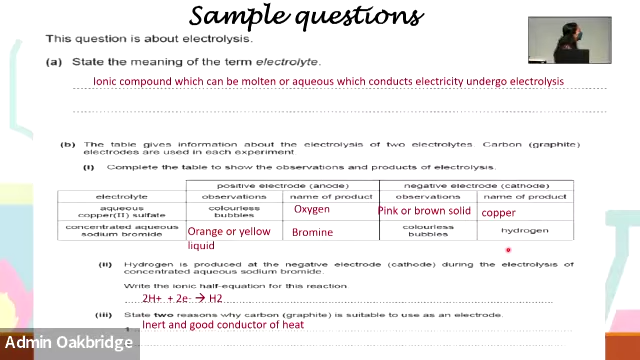 Sample questions
This question is about electrolysis.
(a) State the meaning of the term electrolyte.
Ionic compound which can be molten or aqueous which conducts electricity undergo electrolysis
(b) The table gives information about the electrolysis of two electrolytes. Carbon (graphite)
electrodes are used in each experiment
(i) Complete the table to show the observations and products of electrolysis.
positive electrode (anode) negative electrode (cathode)
electrolyte observations name of product observations name of product
aqueous copper(II) sulfate colourless bubbles Oxygen Pink or brown solid copper
concentrated aqueous sodium bromide Orange or yellow liquid Bromine colourless bubbles hydrogen
(ii) Hydrogen is produced at the negative electrode (cathode) during the electrolysis of
concentrated aqueous sodium bromide.
Write the ionic half-equation for this reaction.
2H+ + 2e- → H2
(iii) State two reasons why carbon (graphite) is suitable to use as an electrode.
1
Inert and good conductor of heat
Admin Oakbridge